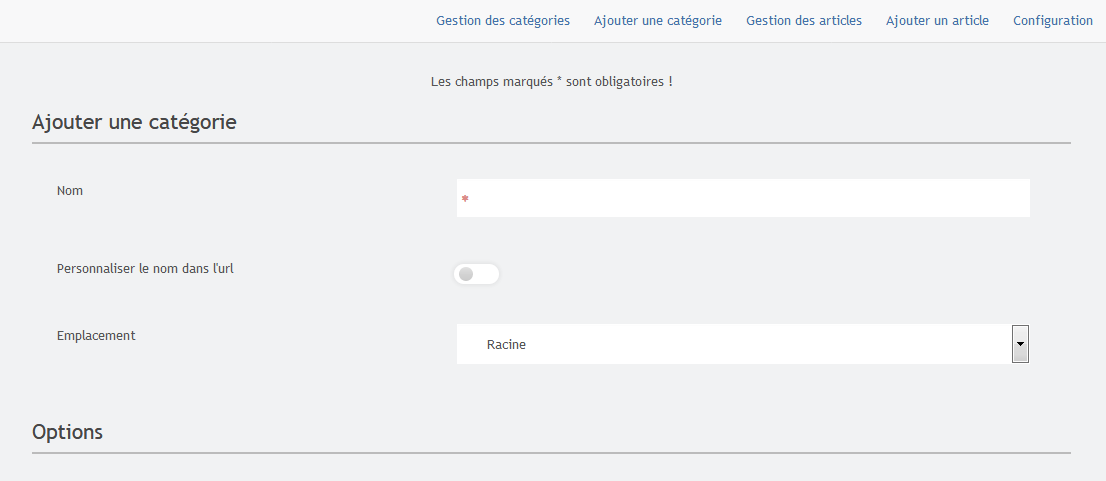 Gestion des catégories Ajouter une catégorie Gestion des articles Ajouter un article Configuration
Les champs marqués * sont obligatoires !
Ajouter une catégorie
Nom
*
Personnaliser le nom dans l'url
Emplacement
Racine
Options